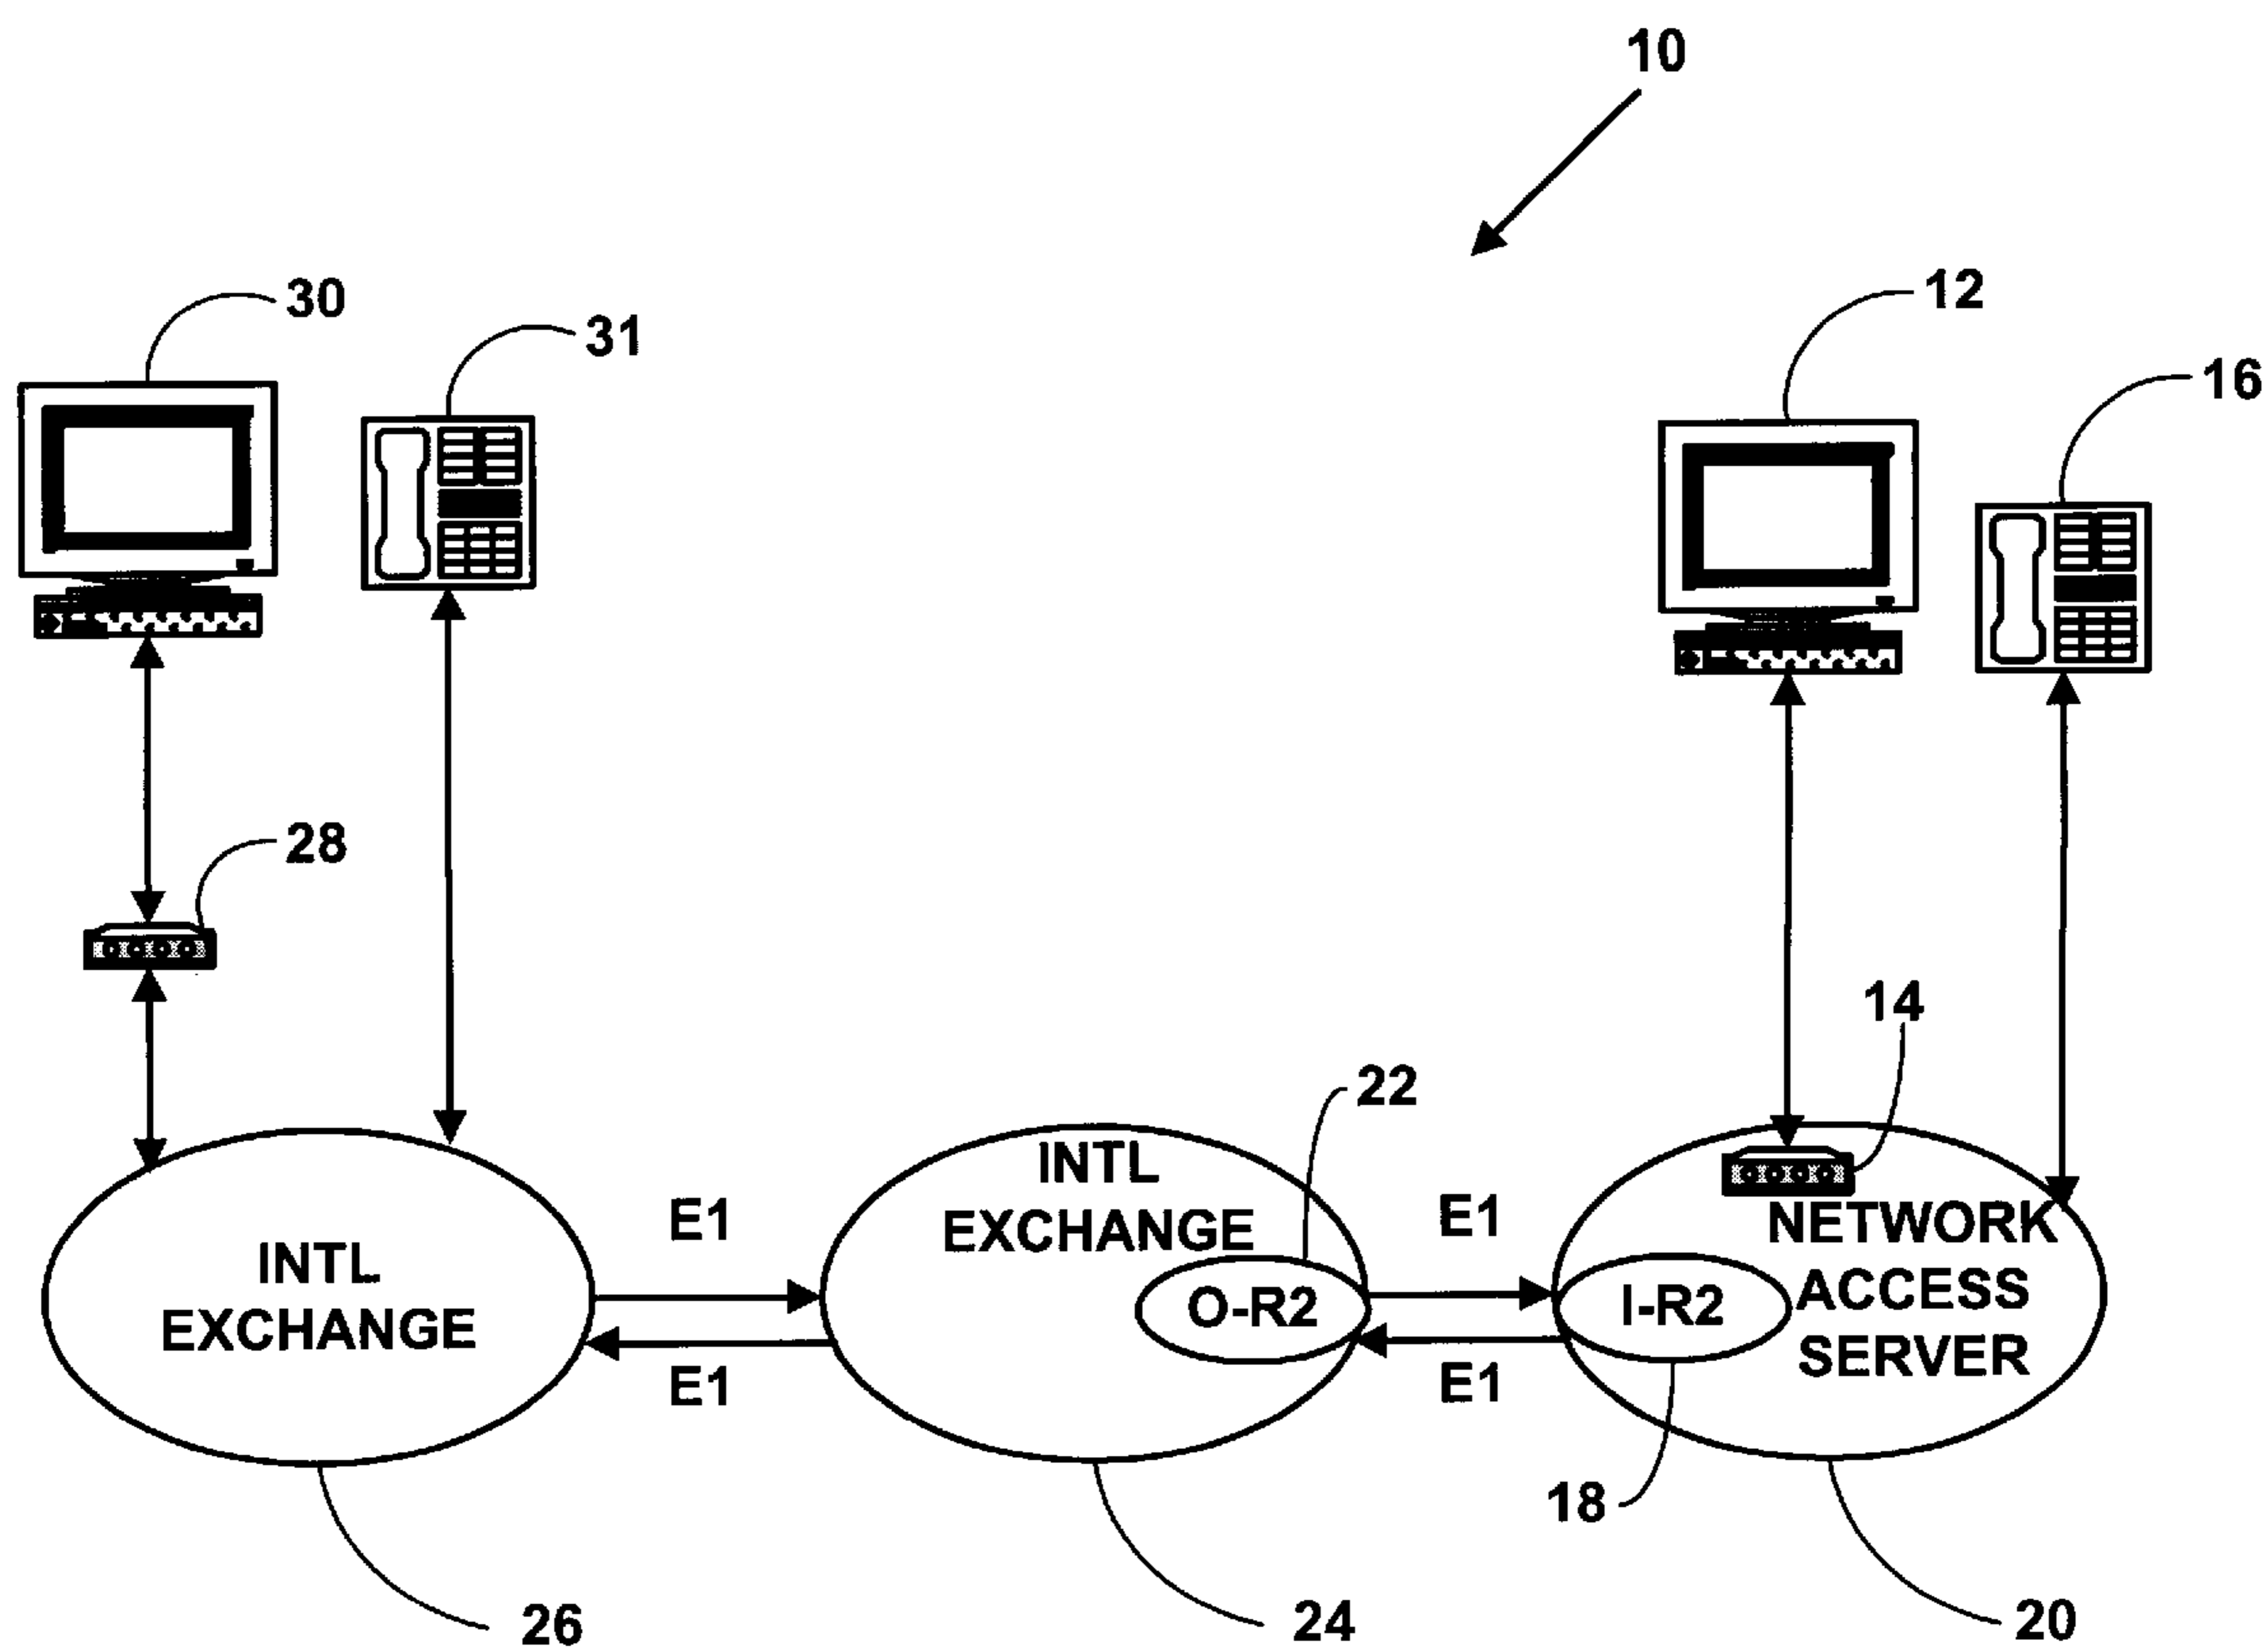 10
30
31
12
16
28
14
22
INTL
EXCHANGE
E1
E1
INTL
EXCHANGE
O-R2
E1
E1
NETWORK
ACCESS
SERVER
I-R2
18
26
24
20